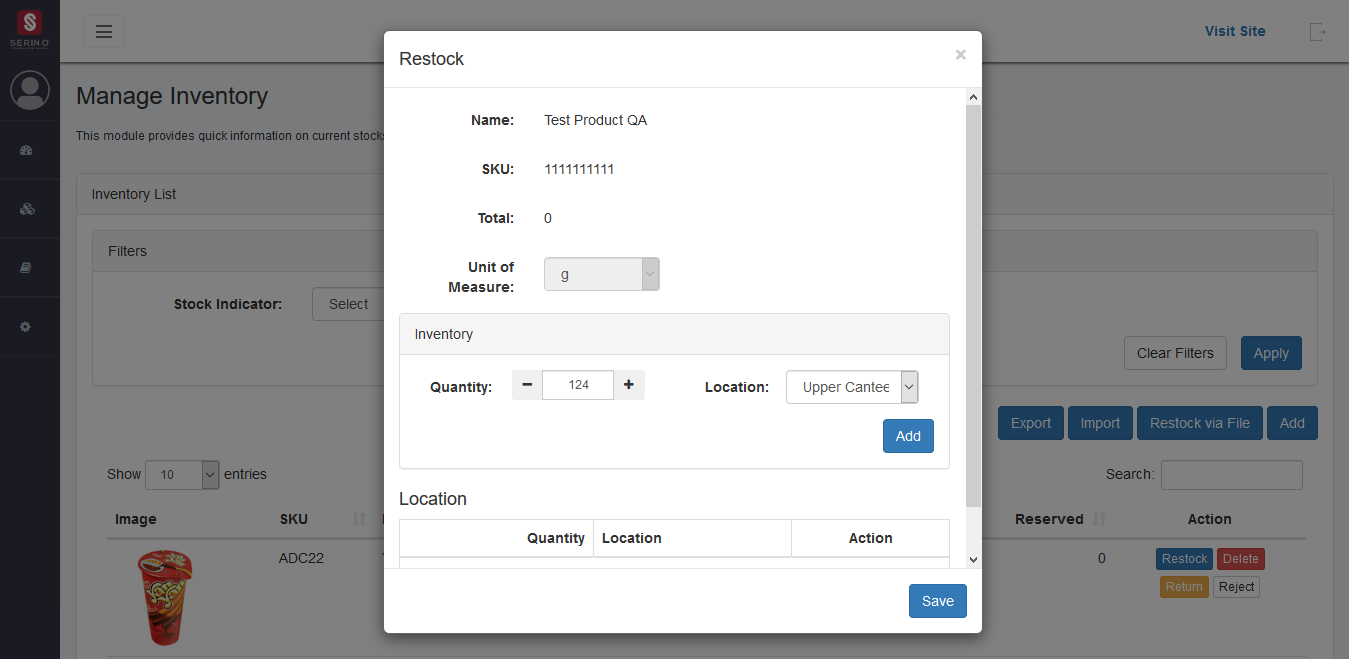 S
SERINO
Visit Site
Manage Inventory
This module provides quick information on current stocks
Inventory List
Filters
Stock Indicator: Select
Clear Filters Apply
Export Import Restock via File Add
Show 10 entries
Search:
Image SKU Reserved Action
ADC22 0 Restock Delete
Return Reject
Yan Yan
Restock ×
Name: Test Product QA
SKU: 1111111111
Total: 0
Unit of
Measure: g
Inventory
Quantity: − 124 + Location: Upper Cantee
Add
Location
Quantity Location Action
Save